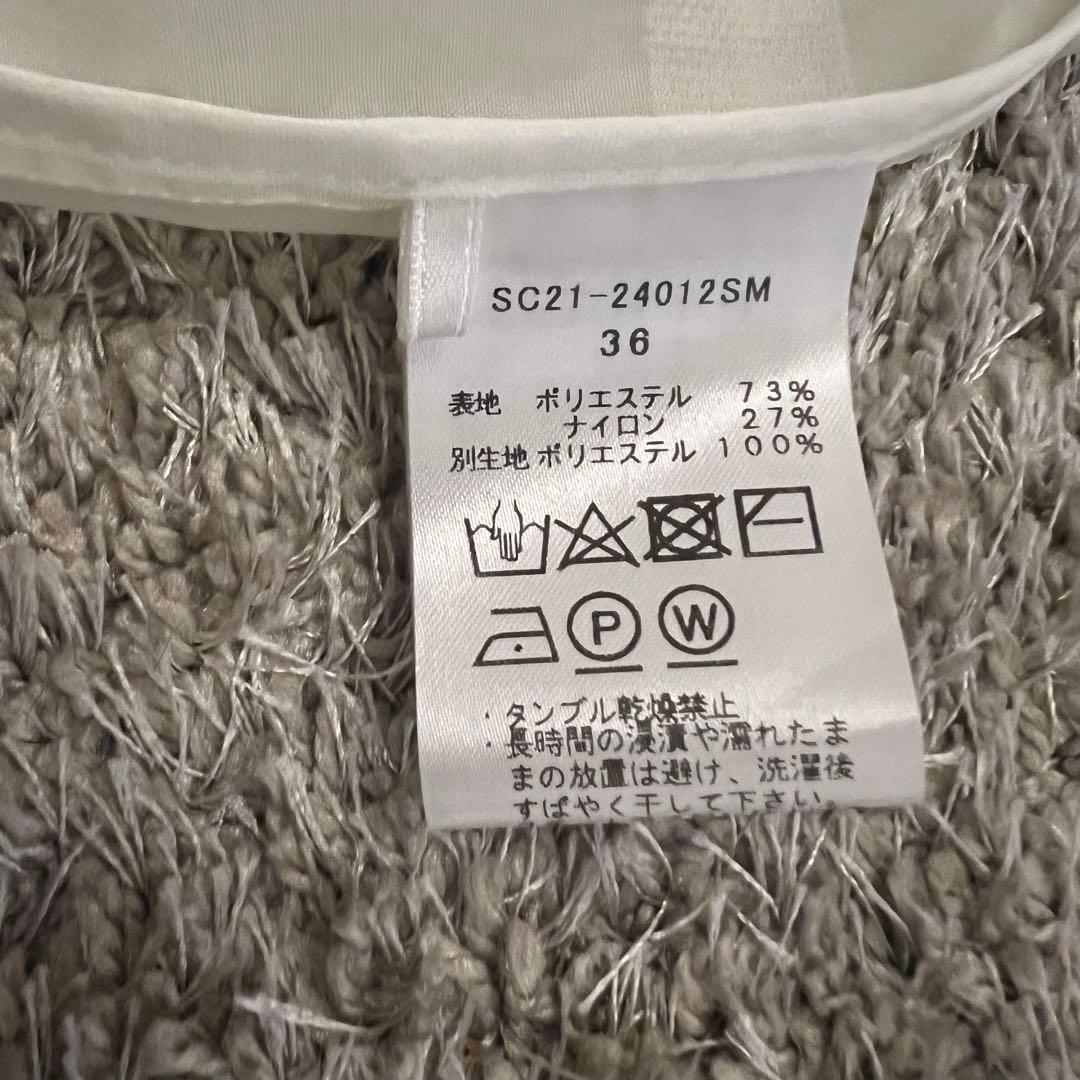 SC21-24012SM
36
表地 ポリエステル 73%
ナイロン 27%
別生地 ポリエステル 100%
P W
・タンブル乾燥禁止
・長時間の浸漬や濡れたま
まの放置は避け、洗濯後
すばやく干して下さい。